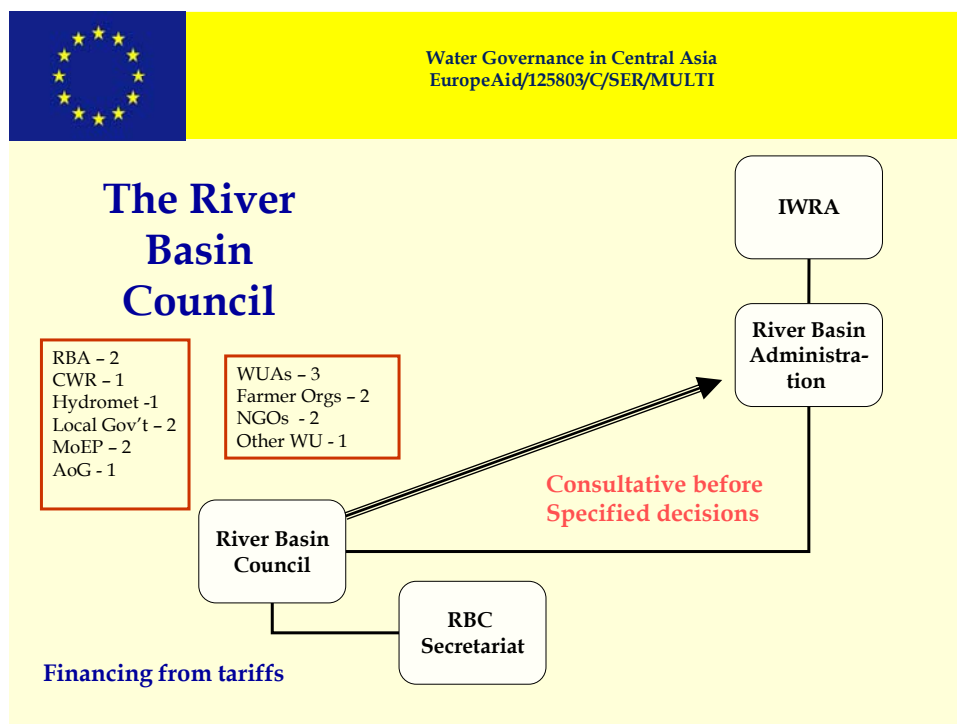 Water Governance in Central Asia
EuropeAid/125803/C/SER/MULTI
The River
Basin
Council
IWRA
River Basin
Administra-
tion
RBA – 2
CWR – 1
Hydromet -1
Local Gov't – 2
MoEP – 2
AoG - 1
WUAs – 3
Farmer Orgs – 2
NGOs  - 2
Other WU - 1
Consultative before
Specified decisions
River Basin
Council
RBC
Secretariat
Financing from tariffs